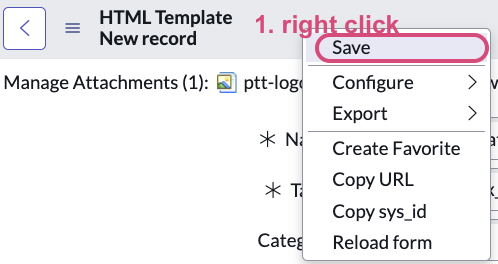 HTML Template
New record
1. right click
Save
Manage Attachments (1): ptt-log
Configure
Export
Create Favorite
Copy URL
Copy sys_id
Categ
Reload form